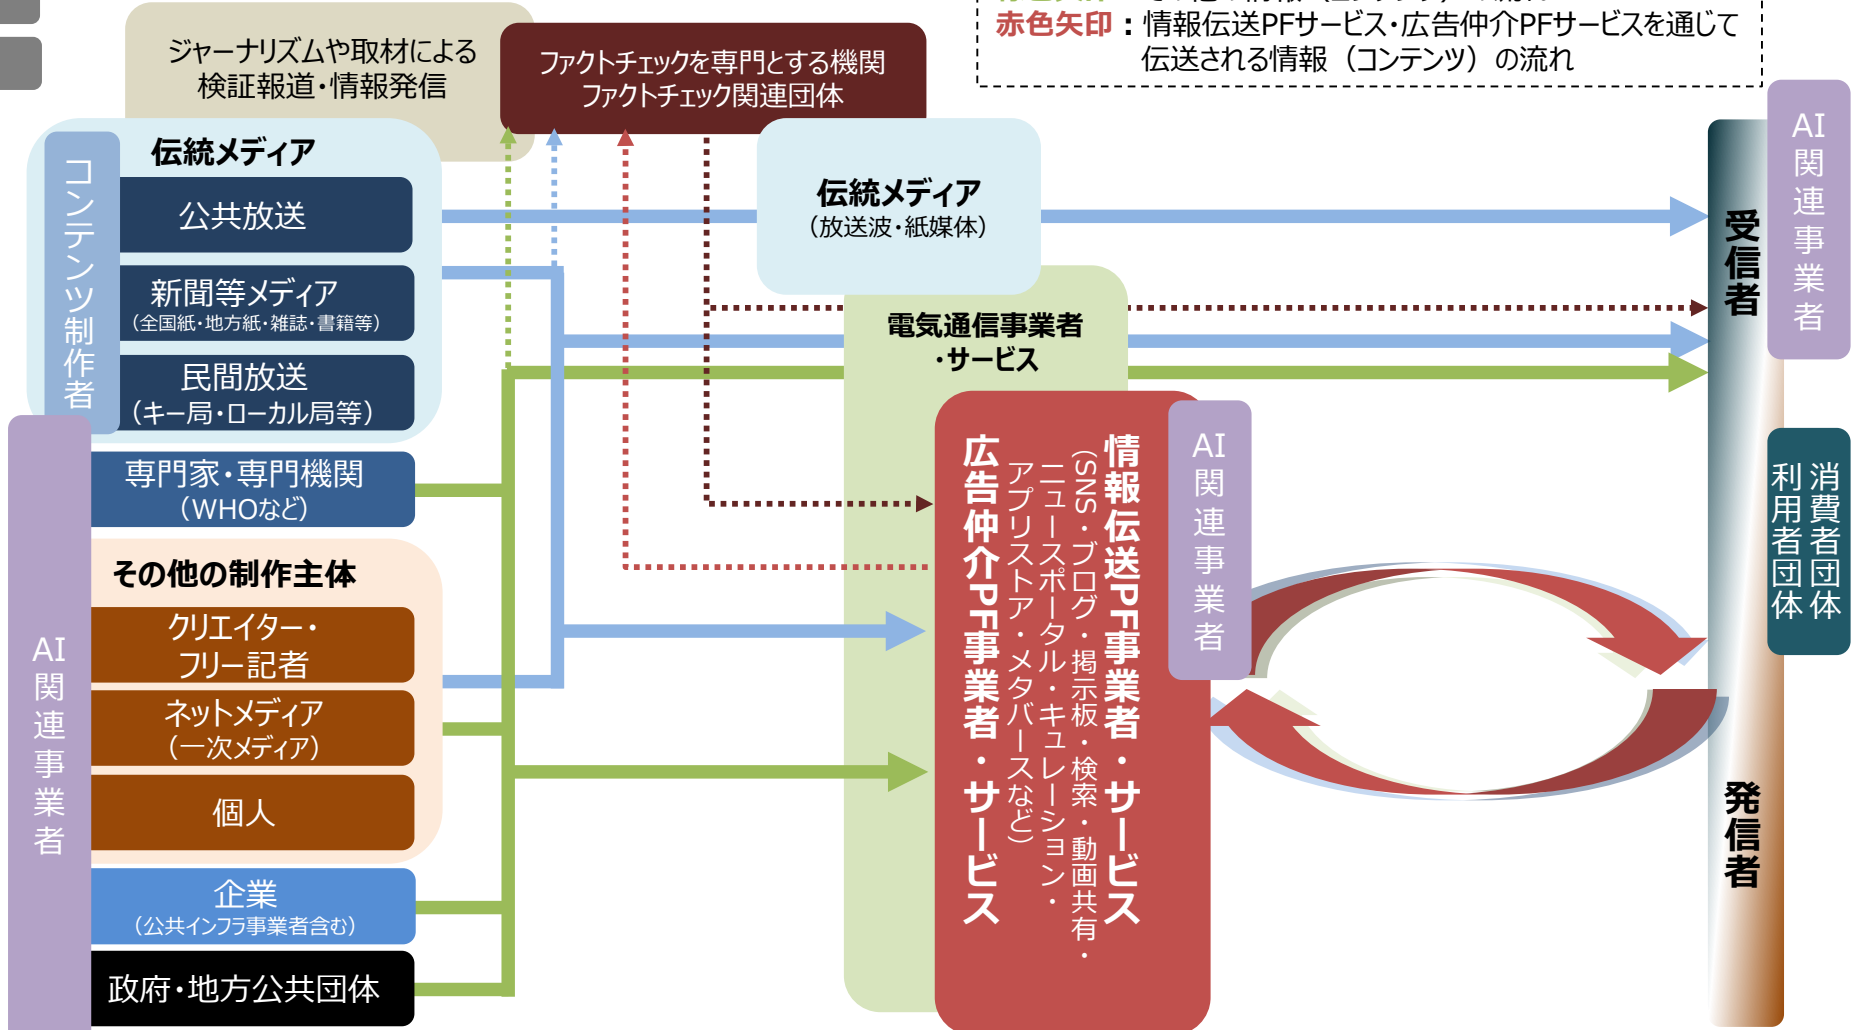 赤色矢印：情報伝送PFサービス・広告仲介PFサービスを通じて
伝送される情報（コンテンツ）の流れ
ジャーナリズムや取材による
検証報道・情報発信
ファクトチェックを専門とする機関
ファクトチェック関連団体
伝統メディア
コンテンツ制作者
公共放送
新聞等メディア
（全国紙・地方紙・雑誌・書籍等）
民間放送
（キー局・ローカル局等）
専門家・専門機関
（WHOなど）
その他の制作主体
クリエイター・
フリー記者
ネットメディア
（一次メディア）
個人
企業
（公共インフラ事業者含む）
政府・地方公共団体
AI関連事業者
伝統メディア
（放送波・紙媒体）
電気通信事業者
・サービス
情報伝送PF事業者・サービス
（SNS・ブログ・掲示板・検索・動画共有・
ニュースポータル・キュレーション・
アプリストア・メタバースなど）
広告仲介PF事業者・サービス
AI関連事業者
受信者
発信者
AI関連事業者
消費者団体
利用者団体